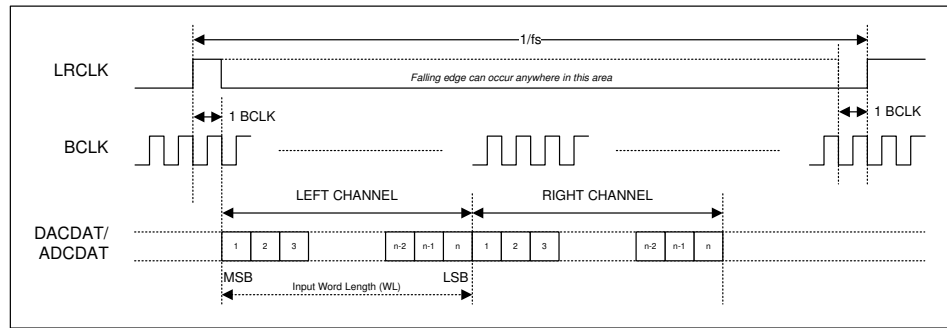 1/fs
LRCLK
Falling edge can occur anywhere in this area
1 BCLK
1 BCLK
BCLK
LEFT CHANNEL
RIGHT CHANNEL
DACDAT/
ADCDAT
1 2 3 n-2 n-1 n 1 2 3 n-2 n-1 n
MSB
LSB
Input Word Length (WL)